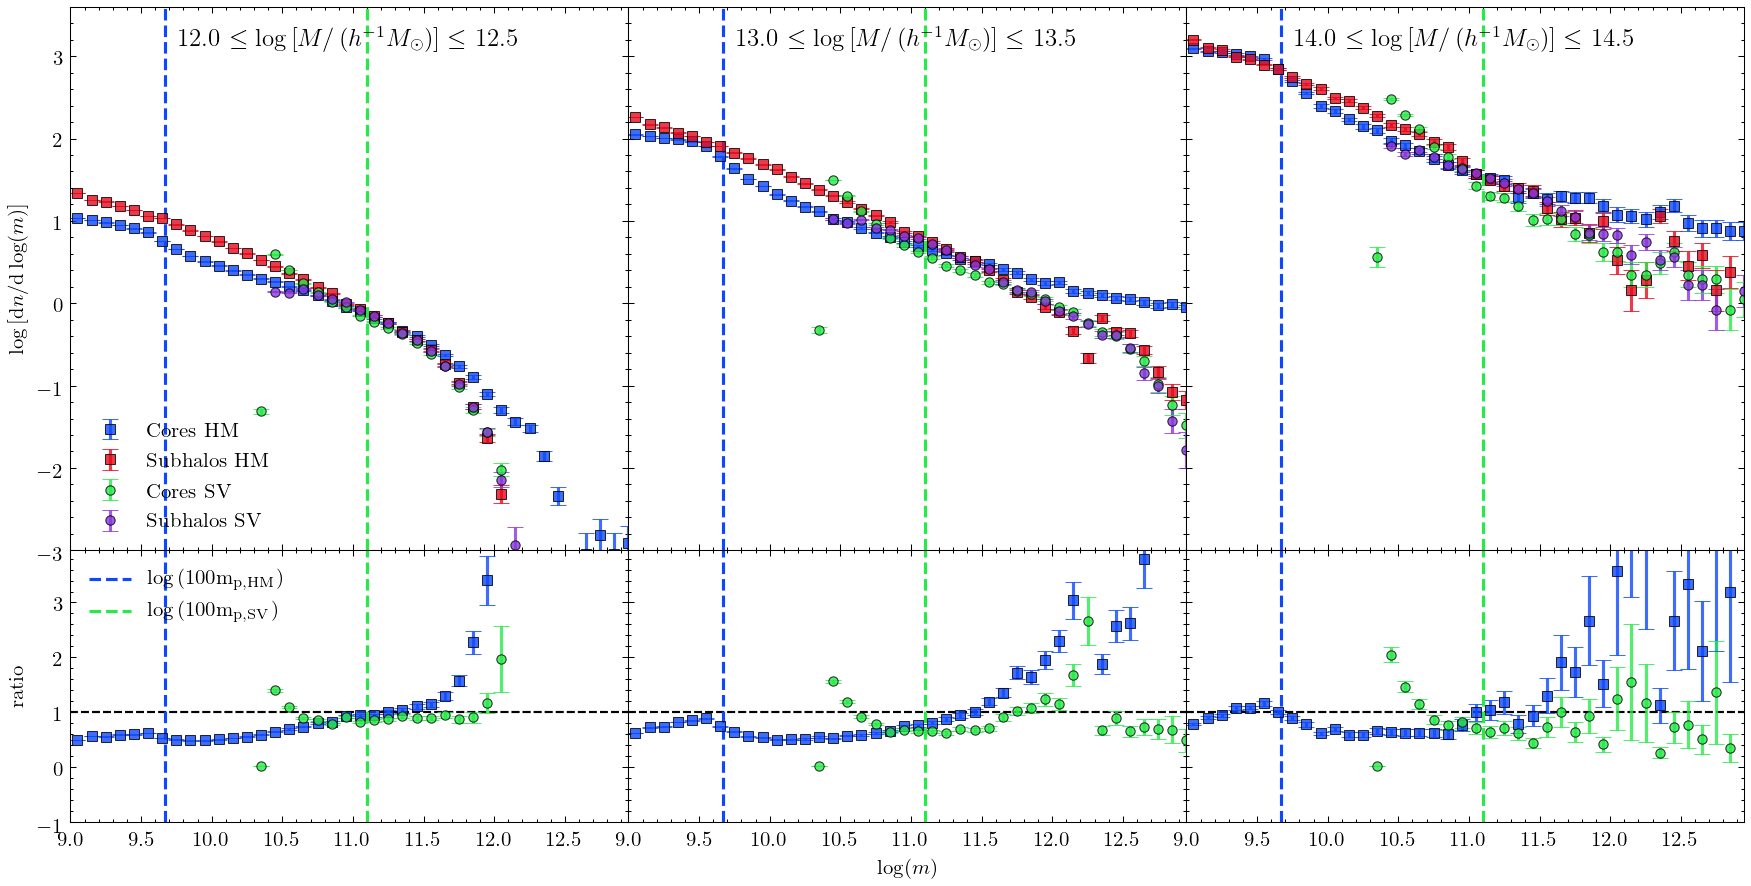 12.0 ≤ log [M/ (h⁻¹M⊙)] ≤ 12.5
13.0 ≤ log [M/ (h⁻¹M⊙)] ≤ 13.5
14.0 ≤ log [M/ (h⁻¹M⊙)] ≤ 14.5
3
2
1
0
−1
−2
−3
log [dn/d log(m)]
Cores HM
Subhalos HM
Cores SV
Subhalos SV
log (100m_p,HM)
log (100m_p,SV)
3
2
1
0
−1
ratio
9.0 9.5 10.0 10.5 11.0 11.5 12.0 12.5 9.0 9.5 10.0 10.5 11.0 11.5 12.0 12.5 9.0 9.5 10.0 10.5 11.0 11.5 12.0 12.5
log(m)